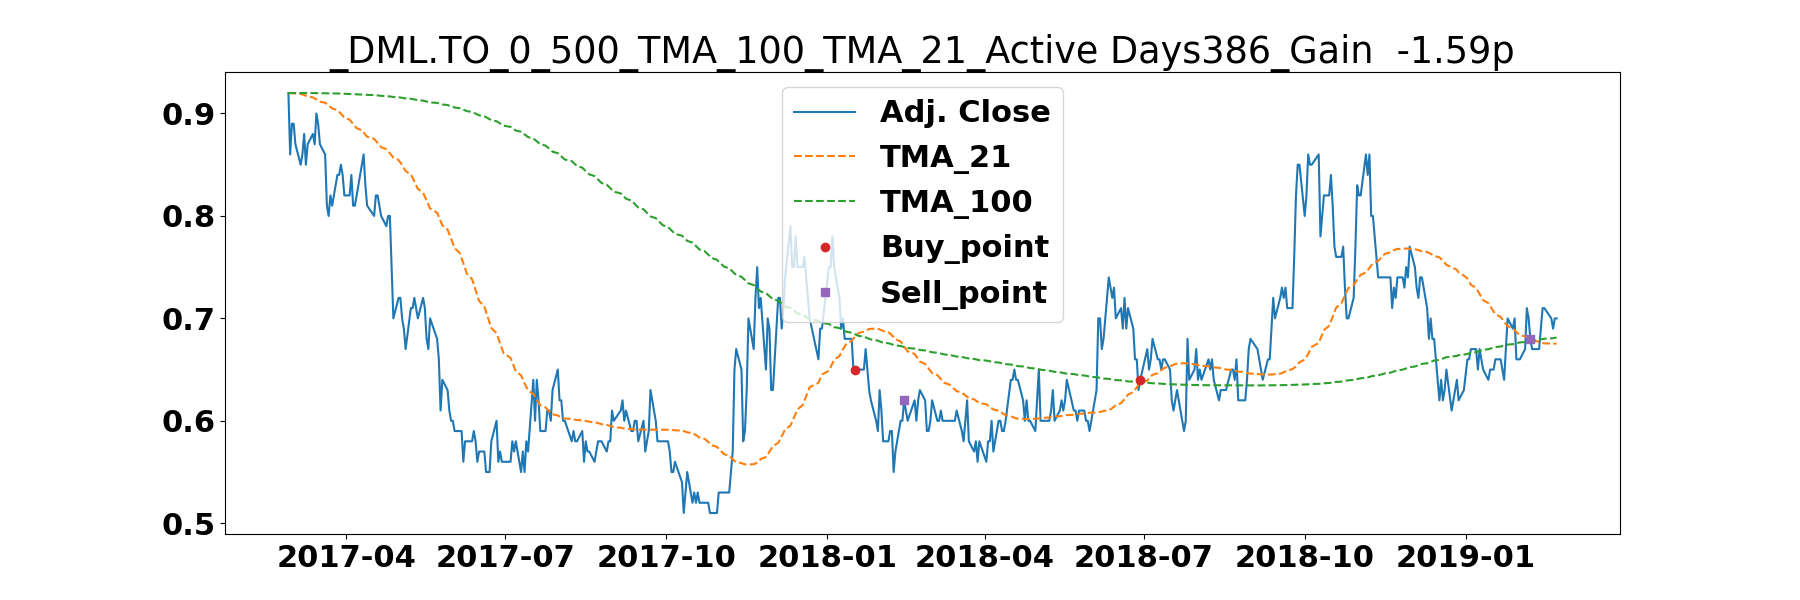 _DML.TO_0_500_TMA_100_TMA_21_Active Days386_Gain  -1.59p
0.9
0.8
0.7
0.6
0.5
Adj. Close
TMA_21
TMA_100
Buy_point
Sell_point
2017-04 2017-07 2017-10 2018-01 2018-04 2018-07 2018-10 2019-01